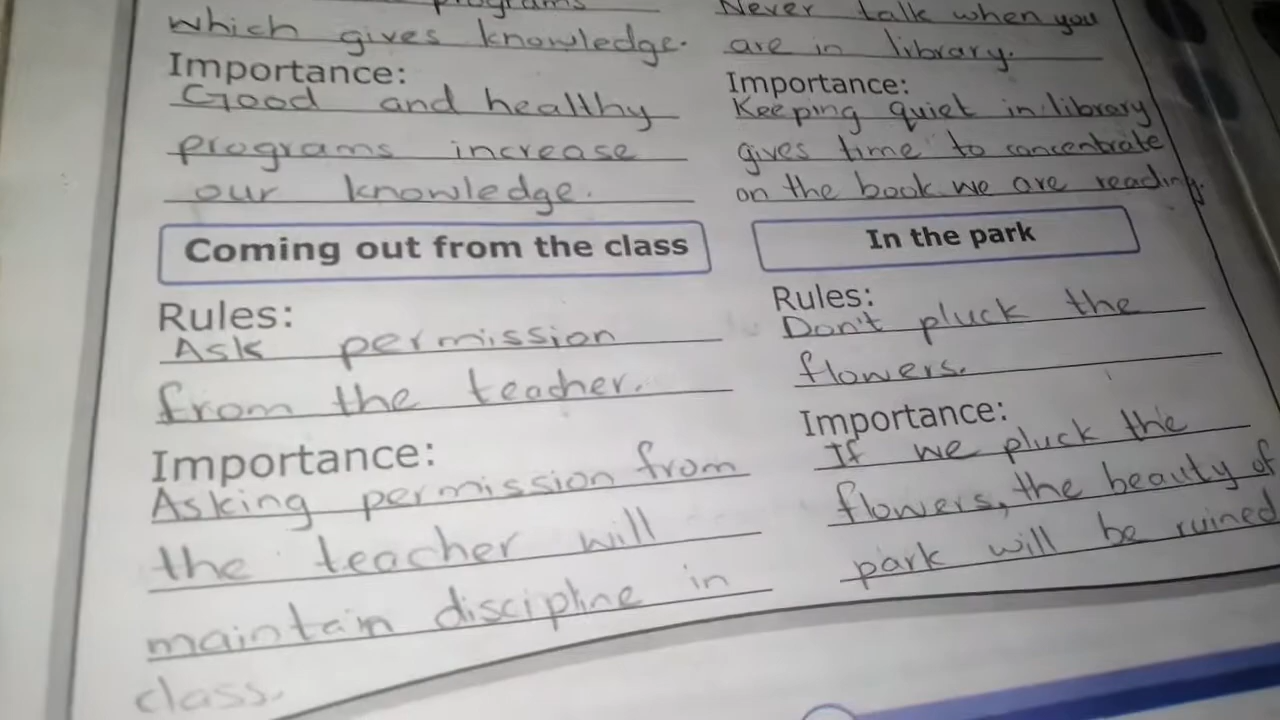 programs
which gives knowledge.
Importance:
Good and healthy
programs increase
our knowledge.
Never talk when you
are in library.
Importance:
Keeping quiet in library
gives time to concentrate
on the book we are reading.
Coming out from the class
Rules:
Ask permission
from the teacher.
Importance:
Asking permission from
the teacher will
maintain discipline in
class.
In the park
Rules:
Don't pluck the
flowers.
Importance:
If we pluck the
flowers, the beauty of
park will be ruined